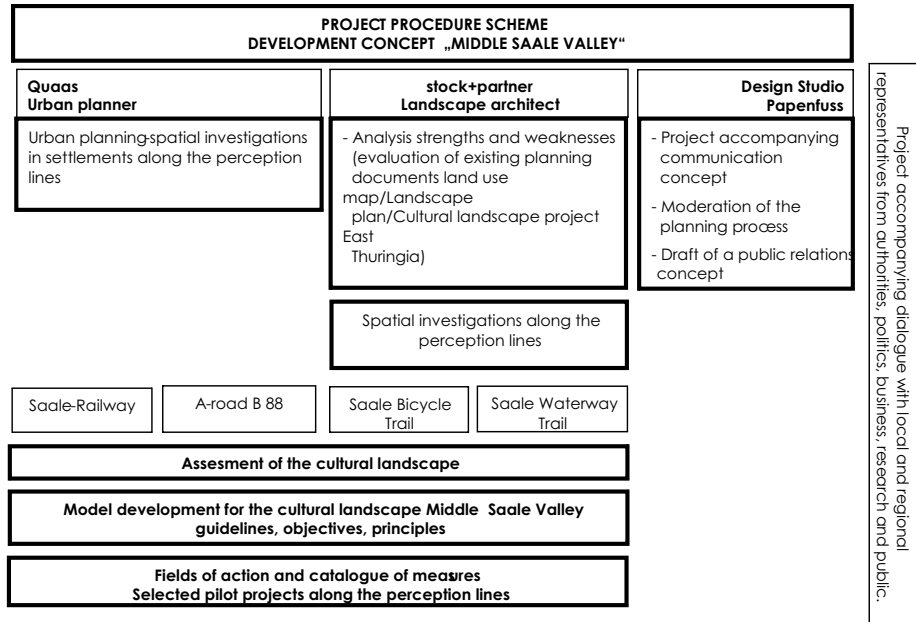 PROJECT PROCEDURE SCHEME
DEVELOPMENT CONCEPT „MIDDLE SAALE VALLEY“
Quaas
Urban planner
Urban planning-spatial investigations
in settlements along the perception
lines
stock+partner
Landscape architect
- Analysis strengths and weaknesses
(evaluation of existing planning
documents land use
map/Landscape
plan/Cultural landscape project
East
Thuringia)
Spatial investigations along the
perception lines
Design Studio
Papenfuss
- Project accompanying
communication
concept
- Moderation of the
planning process
- Draft of a public relations
concept
Saale-Railway
A-road B 88
Saale Bicycle
Trail
Saale Waterway
Trail
Assesment of the cultural landscape
Model development for the cultural landscape Middle Saale Valley
guidelines, objectives, principles
Fields of action and catalogue of measures
Selected pilot projects along the perception lines
Project accompanying dialogue with local and regional
representatives from authorities, politics, business, research and public.